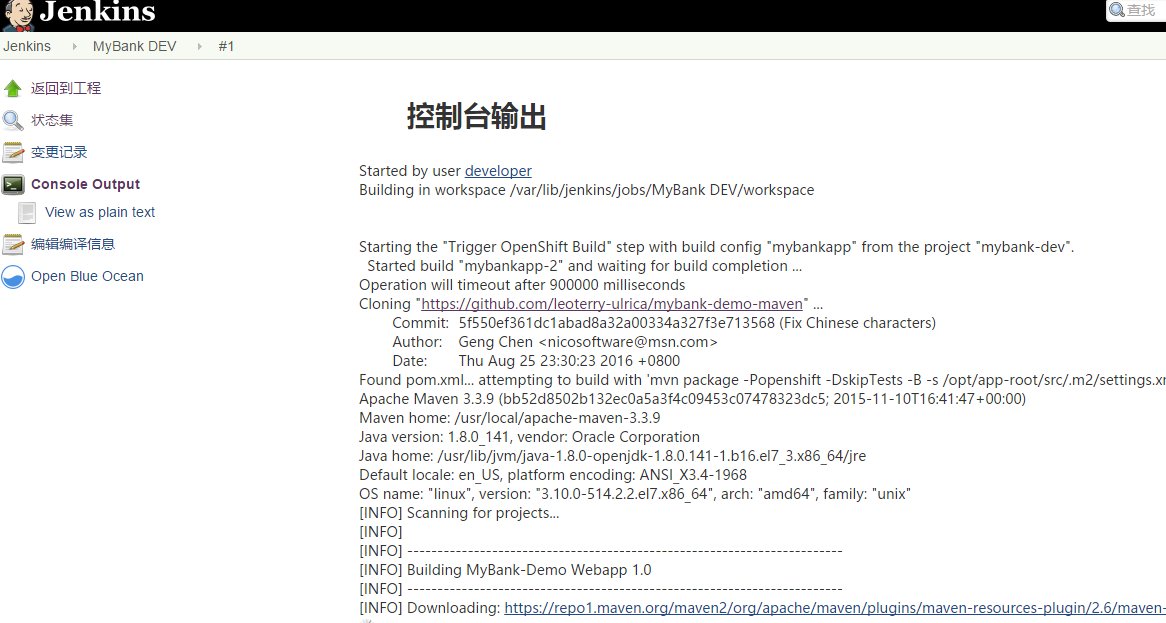 Jenkins
查找
Jenkins MyBank DEV #1
返回到工程
状态集
变更记录
Console Output
View as plain text
编辑编译信息
Open Blue Ocean
控制台输出
Started by user developer
Building in workspace /var/lib/jenkins/jobs/MyBank DEV/workspace
Starting the "Trigger OpenShift Build" step with build config "mybankapp" from the project "mybank-dev".
Started build "mybankapp-2" and waiting for build completion ...
Operation will timeout after 900000 milliseconds
Cloning "https://github.com/leoterry-ulrica/mybank-demo-maven" ...
Commit: 5f550ef361dc1abad8a32a00334a327f3e713568 (Fix Chinese characters)
Author: Geng Chen <nicosoftware@msn.com>
Date: Thu Aug 25 23:30:23 2016 +0800
Found pom.xml... attempting to build with 'mvn package -Popenshift -DskipTests -B -s /opt/app-root/src/.m2/settings.xm
Apache Maven 3.3.9 (bb52d8502b132ec0a5a3f4c09453c07478323dc5; 2015-11-10T16:41:47+00:00)
Maven home: /usr/local/apache-maven-3.3.9
Java version: 1.8.0_141, vendor: Oracle Corporation
Java home: /usr/lib/jvm/java-1.8.0-openjdk-1.8.0.141-1.b16.el7_3.x86_64/jre
Default locale: en_US, platform encoding: ANSI_X3.4-1968
OS name: "linux", version: "3.10.0-514.2.2.el7.x86_64", arch: "amd64", family: "unix"
[INFO] Scanning for projects...
[INFO]
[INFO] ------------------------------------------------------------------------
[INFO] Building MyBank-Demo Webapp 1.0
[INFO] ------------------------------------------------------------------------
[INFO] Downloading: https://repo1.maven.org/maven2/org/apache/maven/plugins/maven-resources-plugin/2.6/maven-